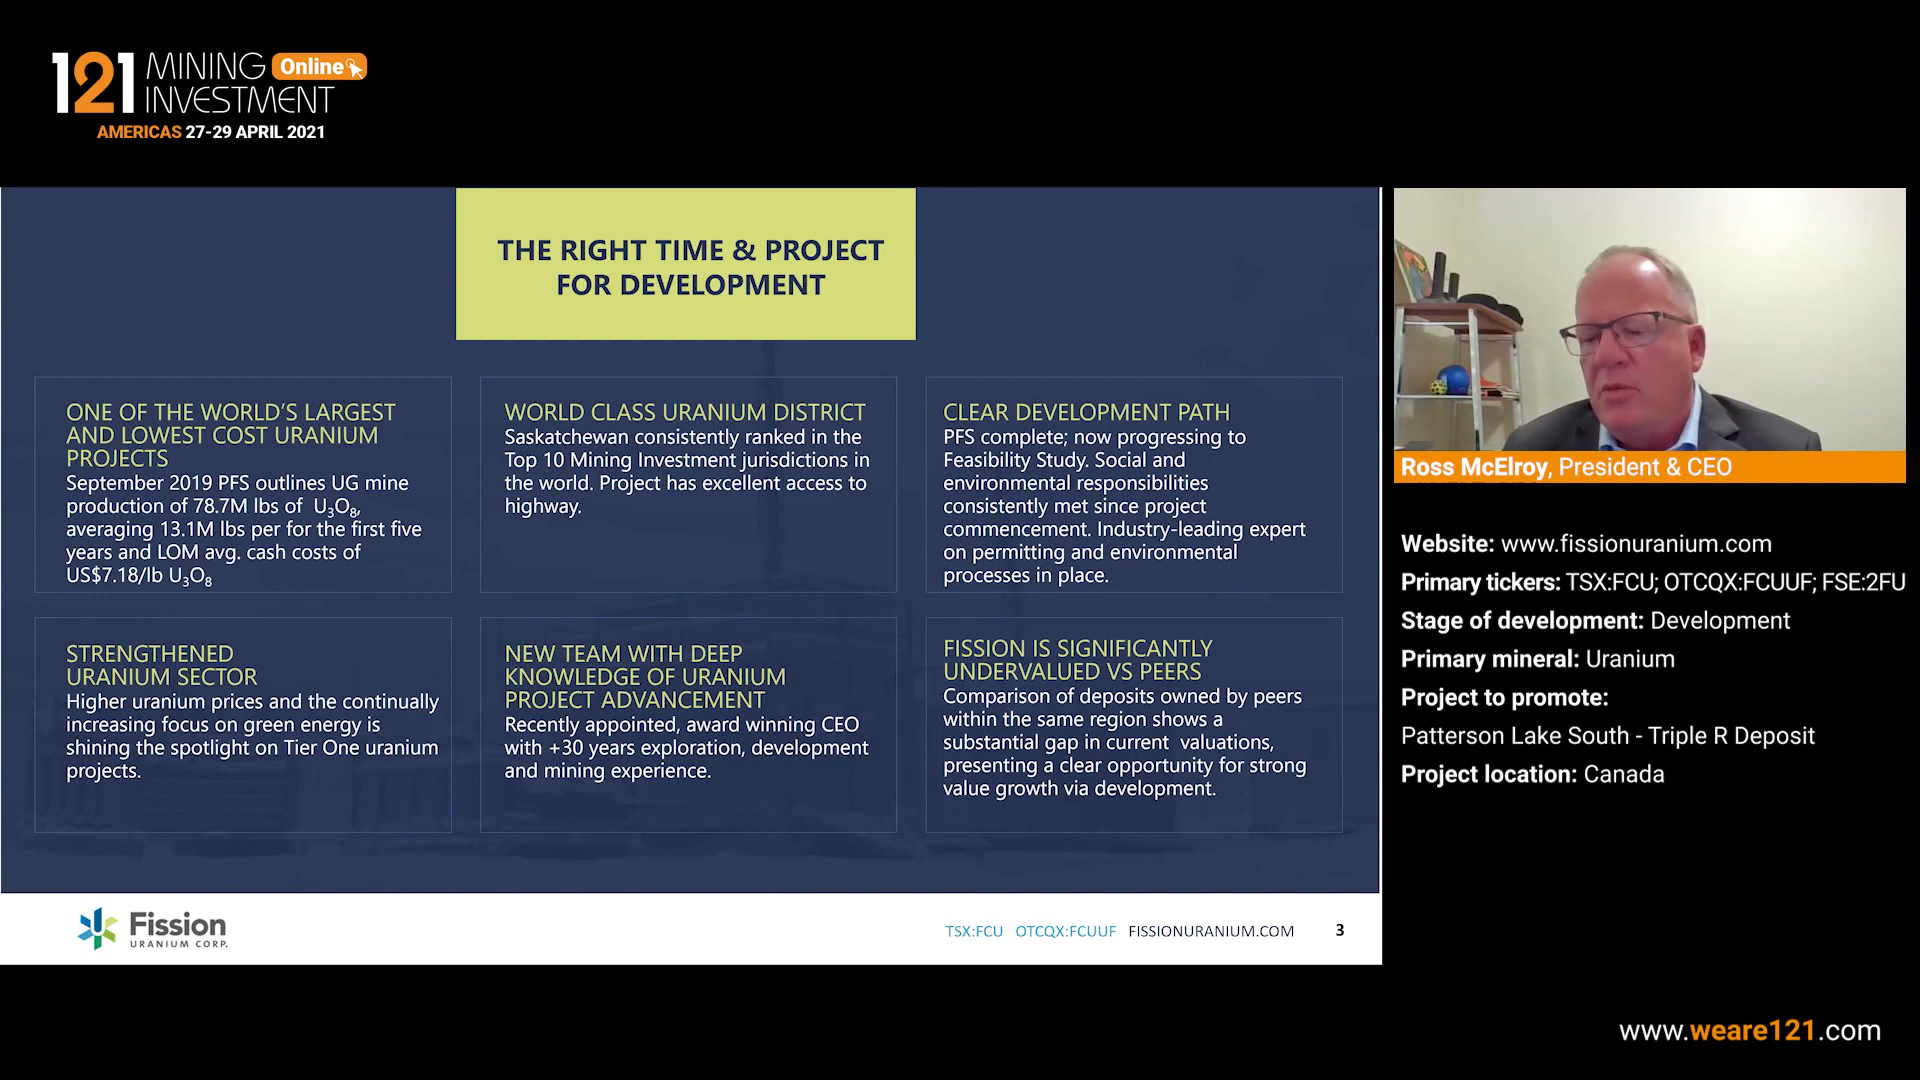 121 MINING INVESTMENT Online
AMERICAS 27-29 APRIL 2021
THE RIGHT TIME & PROJECT
FOR DEVELOPMENT
ONE OF THE WORLD'S LARGEST
AND LOWEST COST URANIUM
PROJECTS
September 2019 PFS outlines UG mine
production of 78.7M lbs of U₃O₈,
averaging 13.1M lbs per for the first five
years and LOM avg. cash costs of
US$7.18/lb U₃O₈
WORLD CLASS URANIUM DISTRICT
Saskatchewan consistently ranked in the
Top 10 Mining Investment jurisdictions in
the world. Project has excellent access to
highway.
CLEAR DEVELOPMENT PATH
PFS complete; now progressing to
Feasibility Study. Social and
environmental responsibilities
consistently met since project
commencement. Industry-leading expert
on permitting and environmental
processes in place.
STRENGTHENED
URANIUM SECTOR
Higher uranium prices and the continually
increasing focus on green energy is
shining the spotlight on Tier One uranium
projects.
NEW TEAM WITH DEEP
KNOWLEDGE OF URANIUM
PROJECT ADVANCEMENT
Recently appointed, award winning CEO
with +30 years exploration, development
and mining experience.
FISSION IS SIGNIFICANTLY
UNDERVALUED VS PEERS
Comparison of deposits owned by peers
within the same region shows a
substantial gap in current valuations,
presenting a clear opportunity for strong
value growth via development.
Fission
URANIUM CORP.
TSX:FCU OTCQX:FCUUF FISSIONURANIUM.COM 3
Ross McElroy, President & CEO
Website: www.fissionuranium.com
Primary tickers: TSX:FCU; OTCQX:FCUUF; FSE:2FU
Stage of development: Development
Primary mineral: Uranium
Project to promote:
Patterson Lake South - Triple R Deposit
Project location: Canada
www.weare121.com